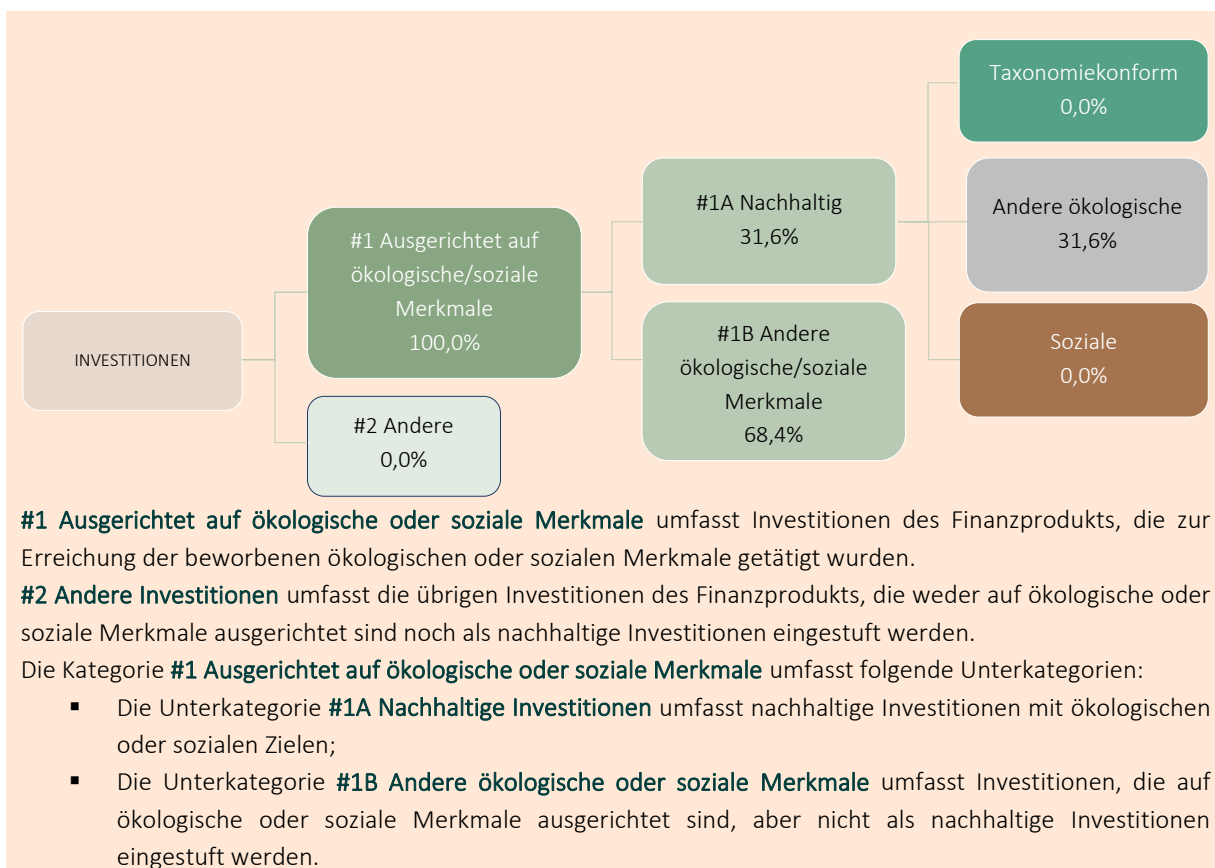 INVESTITIONEN
#1 Ausgerichtet auf
ökologische/soziale
Merkmale
100,0%
#2 Andere
0,0%
#1A Nachhaltig
31,6%
#1B Andere
ökologische/soziale
Merkmale
68,4%
Taxonomiekonform
0,0%
Andere ökologische
31,6%
Soziale
0,0%
#1 Ausgerichtet auf ökologische oder soziale Merkmale umfasst Investitionen des Finanzprodukts, die zur
Erreichung der beworbenen ökologischen oder sozialen Merkmale getätigt wurden.
#2 Andere Investitionen umfasst die übrigen Investitionen des Finanzprodukts, die weder auf ökologische oder
soziale Merkmale ausgerichtet sind noch als nachhaltige Investitionen eingestuft werden.
Die Kategorie #1 Ausgerichtet auf ökologische oder soziale Merkmale umfasst folgende Unterkategorien:
▪ Die Unterkategorie #1A Nachhaltige Investitionen umfasst nachhaltige Investitionen mit ökologischen
oder sozialen Zielen;
▪ Die Unterkategorie #1B Andere ökologische oder soziale Merkmale umfasst Investitionen, die auf
ökologische oder soziale Merkmale ausgerichtet sind, aber nicht als nachhaltige Investitionen
eingestuft werden.